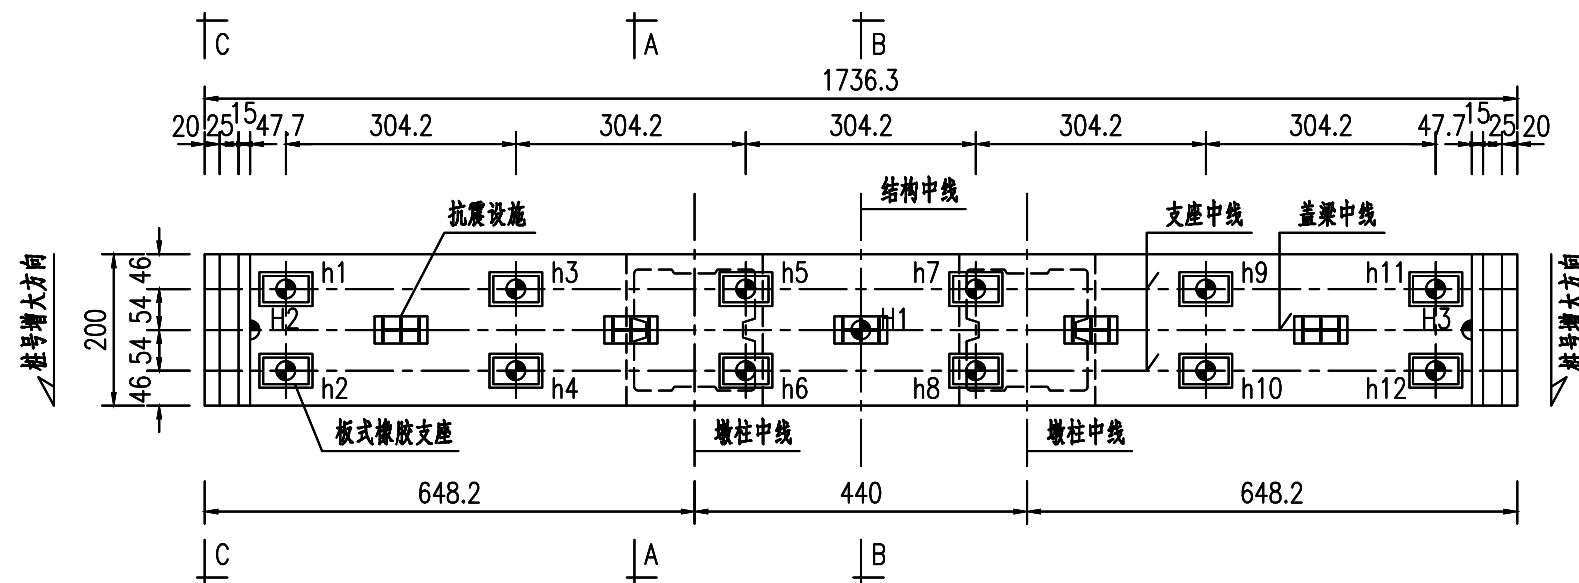 C
A
B
1736.3
20 25 15 47.7 304.2 304.2 304.2 304.2 304.2 47.7 15 25 20
结构中线
抗震设施
支座中线
盖梁中线
桩号增大方向
桩号增大方向
200
46
54
54
46
h1 h3 h5 h7 h9 h11
H2 H1 H3
h2 h4 h6 h8 h10 h12
板式橡胶支座
墩柱中线
墩柱中线
648.2 440 648.2
C
A
B